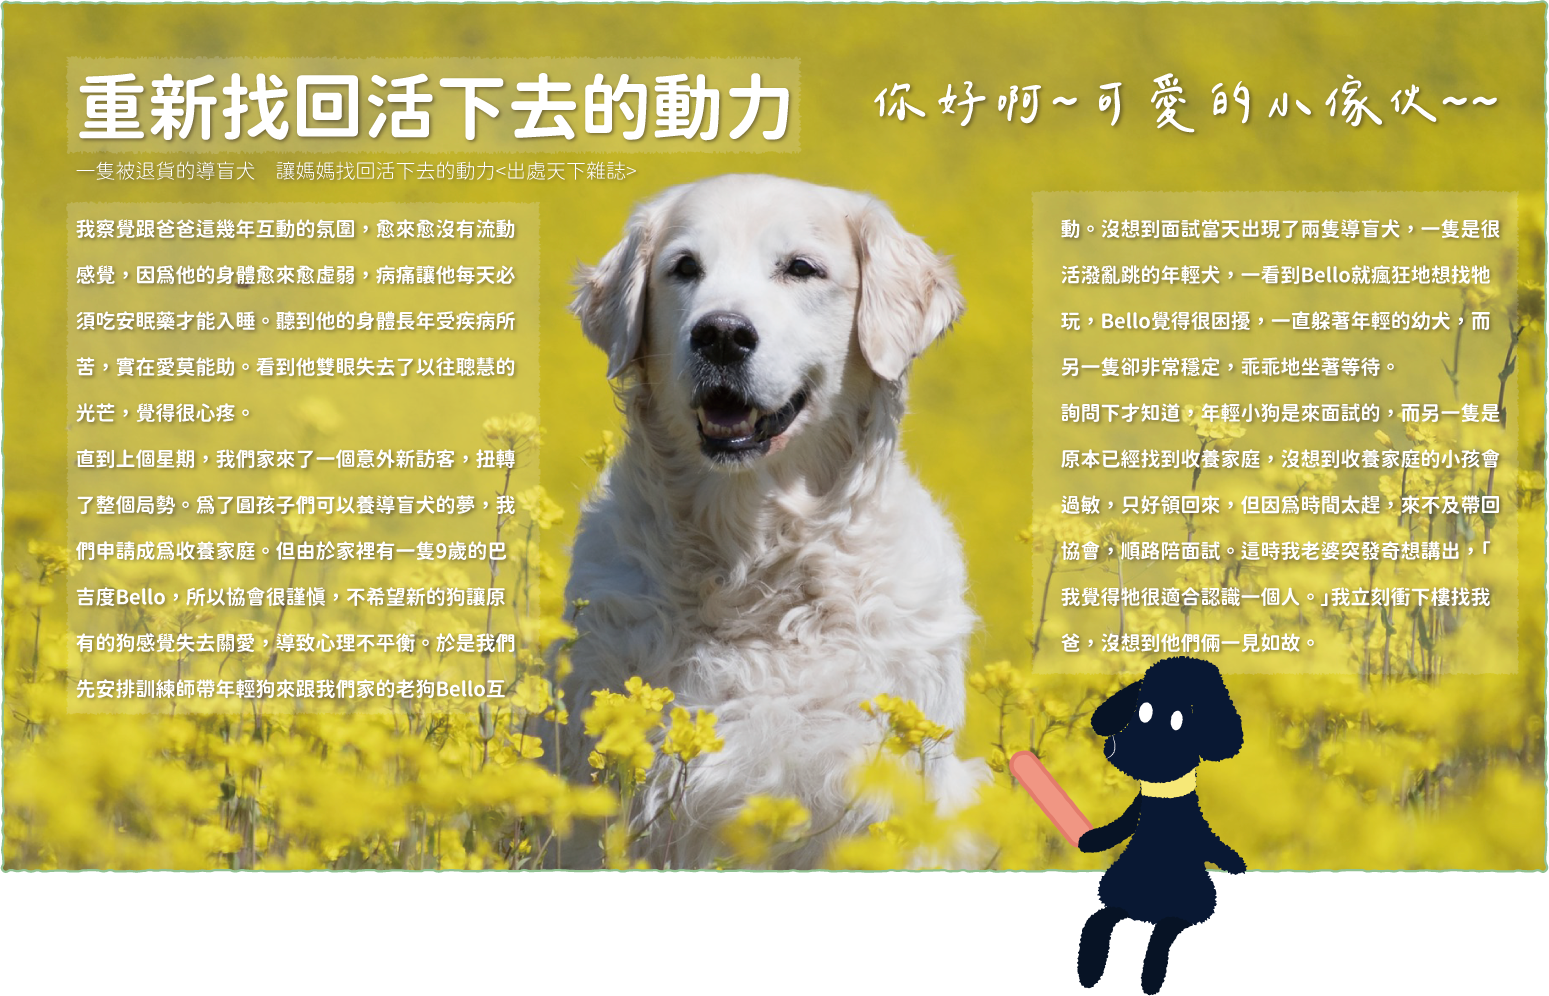 重新找回活下去的動力
你好啊~可愛的小傢伙~~
一隻被退貨的導盲犬　讓媽媽找回活下去的動力<出處天下雜誌>
我察覺跟爸爸這幾年互動的氛圍，愈來愈沒有流動
感覺，因為他的身體愈來愈虛弱，病痛讓他每天必
須吃安眠藥才能入睡。聽到他的身體長年受疾病所
苦，實在愛莫能助。看到他雙眼失去了以往聰慧的
光芒，覺得很心疼。
直到上個星期，我們家來了一個意外新訪客，扭轉
了整個局勢。為了圓孩子們可以養導盲犬的夢，我
們申請成為收養家庭。但由於家裡有一隻9歲的巴
吉度Bello，所以協會很謹慎，不希望新的狗讓原
有的狗感覺失去關愛，導致心理不平衡。於是我們
先安排訓練師帶年輕狗來跟我們家的老狗Bello互
動。沒想到面試當天出現了兩隻導盲犬，一隻是很
活潑亂跳的年輕犬，一看到Bello就瘋狂地想找牠
玩，Bello覺得很困擾，一直躲著年輕的幼犬，而
另一隻卻非常穩定，乖乖地坐著等待。
詢問下才知道，年輕小狗是來面試的，而另一隻是
原本已經找到收養家庭，沒想到收養家庭的小孩會
過敏，只好領回來，但因為時間太趕，來不及帶回
協會，順路陪面試。這時我老婆突發奇想講出，「
我覺得牠很適合認識一個人。」我立刻衝下樓找我
爸，沒想到他們倆一見如故。